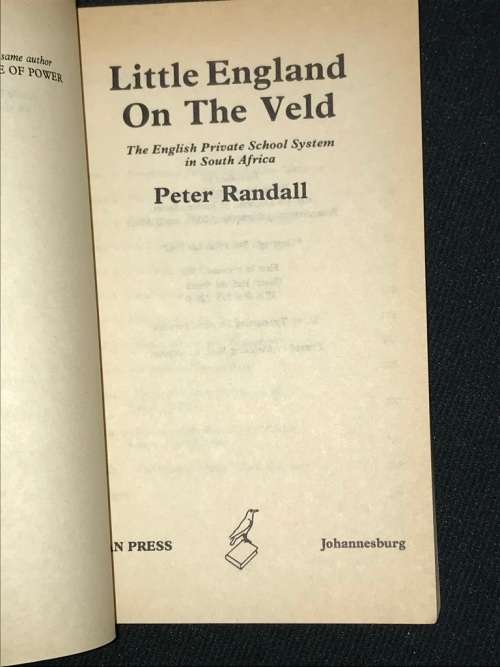 same author
E OF POWER
Little England
On The Veld
The English Private School System
in South Africa
Peter Randall
N PRESS
Johannesburg